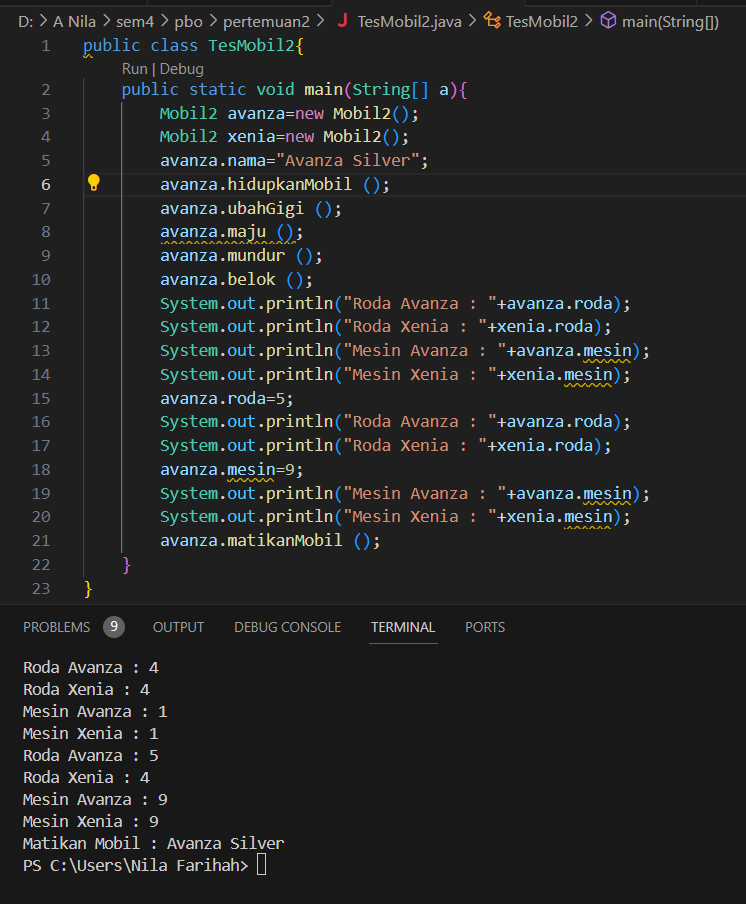 D: > A Nila > sem4 > pbo > pertemuan2 > J TesMobil2.java > TesMobil2 > main(String[])
1 public class TesMobil2{
Run | Debug
2 public static void main(String[] a){
3 Mobil2 avanza=new Mobil2();
4 Mobil2 xenia=new Mobil2();
5 avanza.nama="Avanza Silver";
6 avanza.hidupkanMobil ();
7 avanza.ubahGigi ();
8 avanza.maju ();
9 avanza.mundur ();
10 avanza.belok ();
11 System.out.println("Roda Avanza : "+avanza.roda);
12 System.out.println("Roda Xenia : "+xenia.roda);
13 System.out.println("Mesin Avanza : "+avanza.mesin);
14 System.out.println("Mesin Xenia : "+xenia.mesin);
15 avanza.roda=5;
16 System.out.println("Roda Avanza : "+avanza.roda);
17 System.out.println("Roda Xenia : "+xenia.roda);
18 avanza.mesin=9;
19 System.out.println("Mesin Avanza : "+avanza.mesin);
20 System.out.println("Mesin Xenia : "+xenia.mesin);
21 avanza.matikanMobil ();
22 }
23 }
PROBLEMS 9 OUTPUT DEBUG CONSOLE TERMINAL PORTS
Roda Avanza : 4
Roda Xenia : 4
Mesin Avanza : 1
Mesin Xenia : 1
Roda Avanza : 5
Roda Xenia : 4
Mesin Avanza : 9
Mesin Xenia : 9
Matikan Mobil : Avanza Silver
PS C:\Users\Nila Farihah>